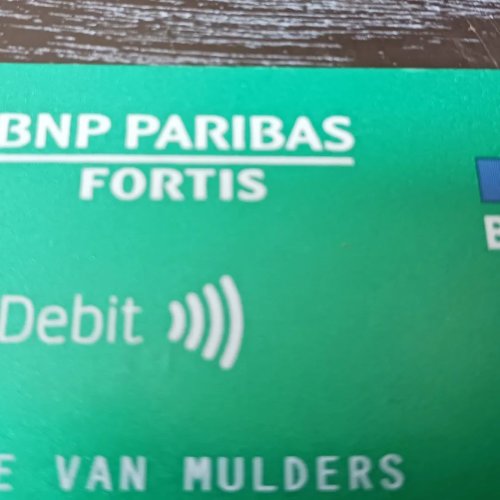 BNP PARIBAS
FORTIS
Debit
E VAN MULDERS